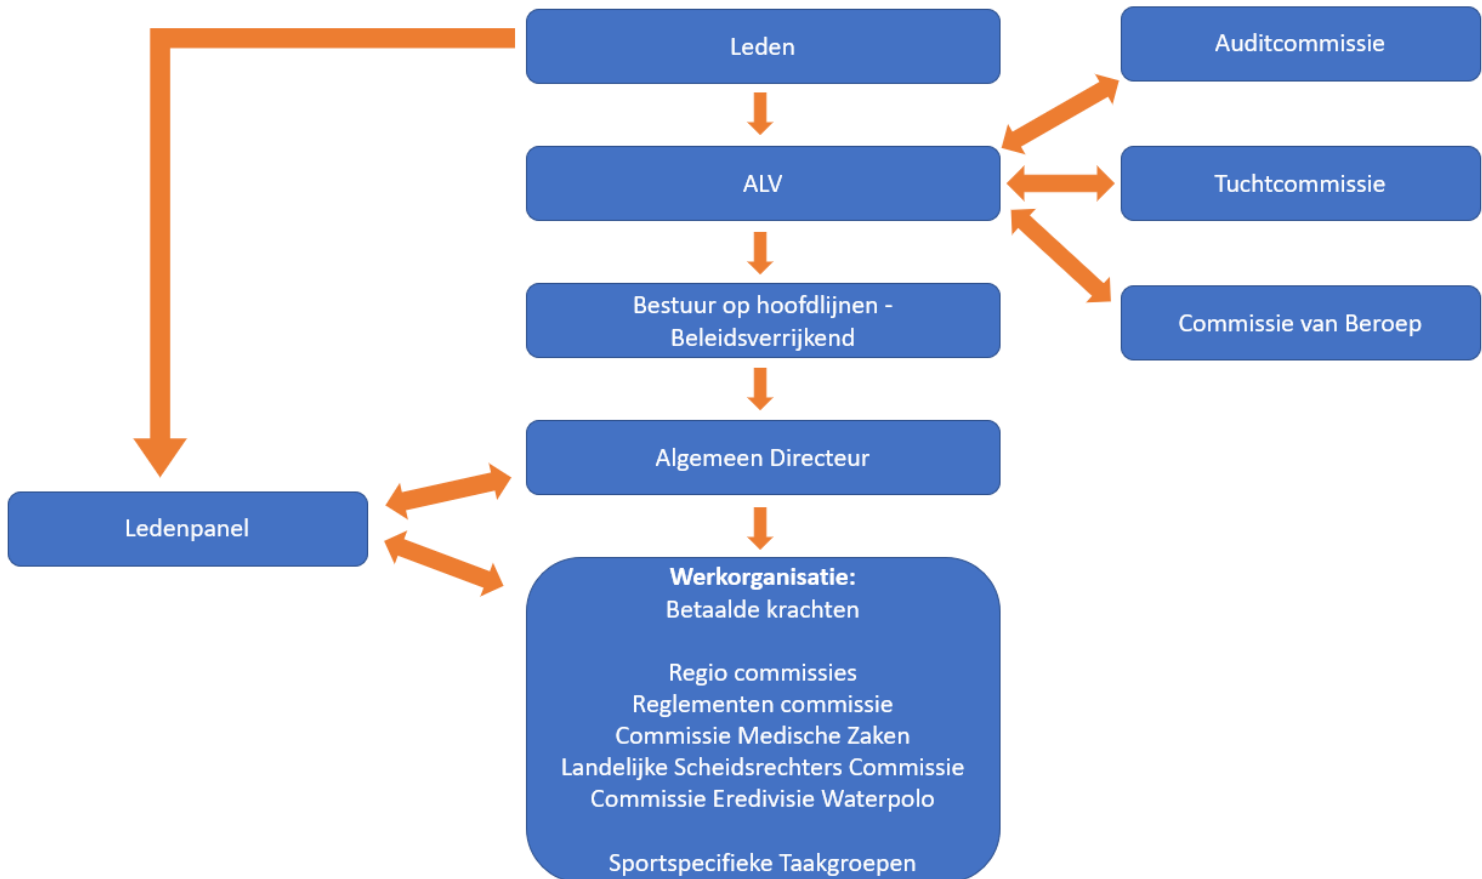 Leden
Auditcommissie
ALV
Tuchtcommissie
Bestuur op hoofdlijnen -
Beleidsverrijkend
Commissie van Beroep
Algemeen Directeur
Ledenpanel
Werkorganisatie:
Betaalde krachten
Regio commissies
Reglementen commissie
Commissie Medische Zaken
Landelijke Scheidsrechters Commissie
Commissie Eredivisie Waterpolo
Sportspecifieke Taakgroepen